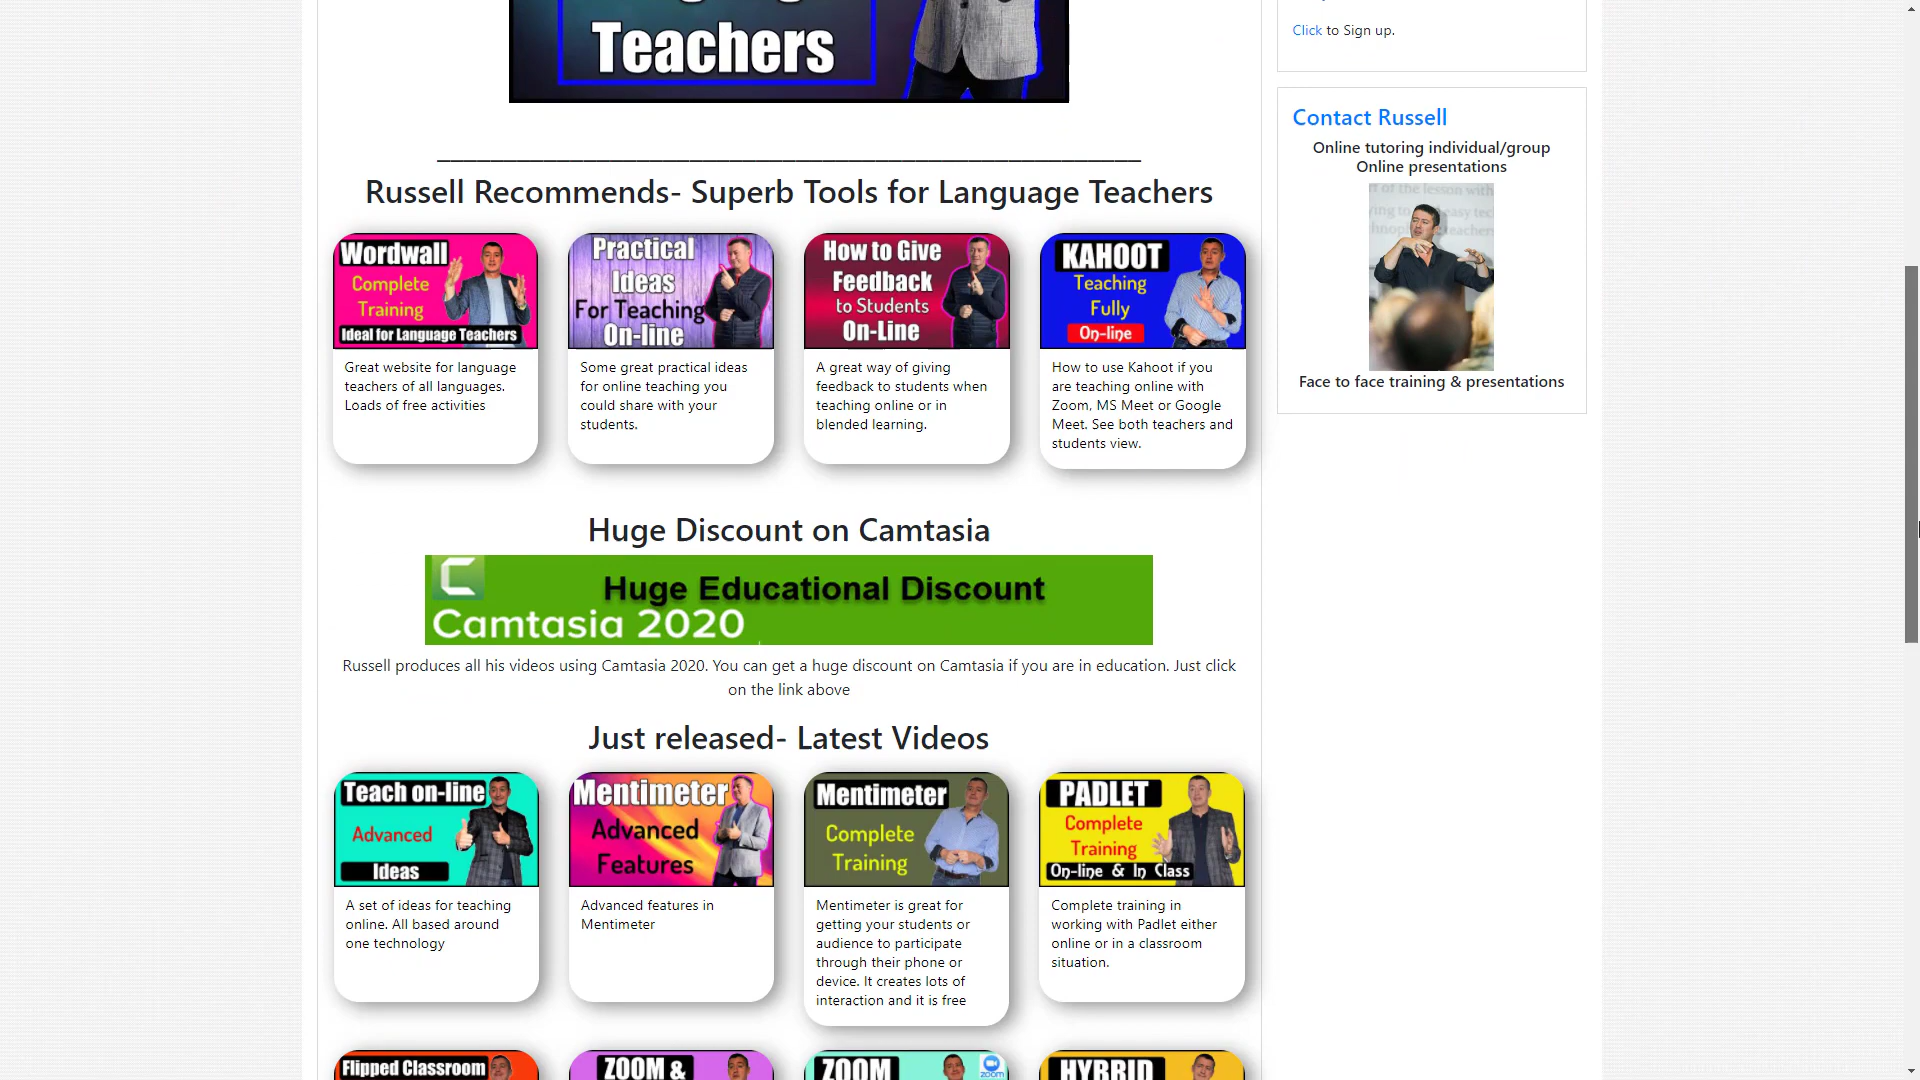 Teachers
Click to Sign up.
Contact Russell
Online tutoring individual/group
Online presentations
Face to face training & presentations
Russell Recommends- Superb Tools for Language Teachers
Wordwall
Complete
Training
Ideal for Language Teachers
Great website for language
teachers of all languages.
Loads of free activities
Practical
Ideas
For Teaching
On-line
Some great practical ideas
for online teaching you
could share with your
students.
How to Give
Feedback
to Students
On-Line
A great way of giving
feedback to students when
teaching online or in
blended learning.
KAHOOT
Teaching
Fully
On-line
How to use Kahoot if you
are teaching online with
Zoom, MS Meet or Google
Meet. See both teachers and
students view.
Huge Discount on Camtasia
Huge Educational Discount
Camtasia 2020
Russell produces all his videos using Camtasia 2020. You can get a huge discount on Camtasia if you are in education. Just click
on the link above
Just released- Latest Videos
Teach on-line
Advanced
Ideas
A set of ideas for teaching
online. All based around
one technology
Mentimeter
Advanced
Features
Advanced features in
Mentimeter
Mentimeter
Complete
Training
Mentimeter is great for
getting your students or
audience to participate
through their phone or
device. It creates lots of
interaction and it is free
PADLET
Complete
Training
On-line & In Class
Complete training in
working with Padlet either
online or in a classroom
situation.
Flipped Classroom
ZOOM &
ZOOM
zoom
HYBRID